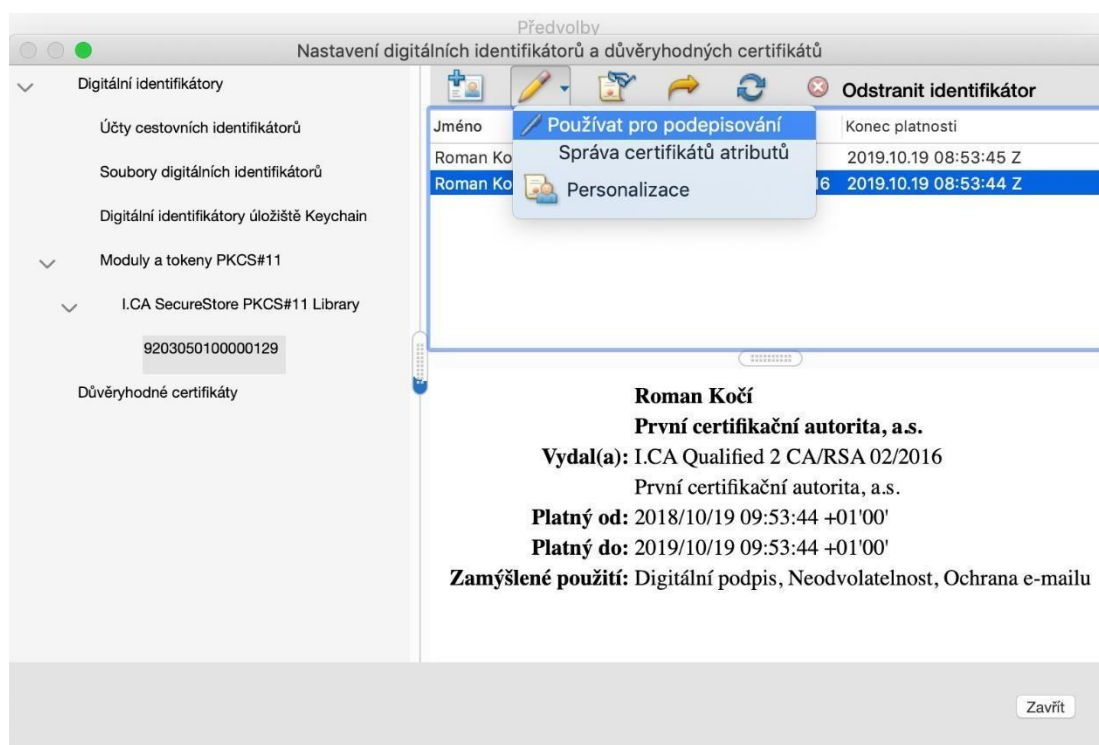 Předvolby
Nastavení digitálních identifikátorů a důvěryhodných certifikátů
Digitální identifikátory
Účty cestovních identifikátorů
Soubory digitálních identifikátorů
Digitální identifikátory úložiště Keychain
Moduly a tokeny PKCS#11
I.CA SecureStore PKCS#11 Library
9203050100000129
Důvěryhodné certifikáty
Odstranit identifikátor
Jméno Konec platnosti
Roman Ko 2019.10.19 08:53:45 Z
Roman Ko 16 2019.10.19 08:53:44 Z
Používat pro podepisování
Správa certifikátů atributů
Personalizace
Roman Kočí
První certifikační autorita, a.s.
Vydal(a): I.CA Qualified 2 CA/RSA 02/2016
První certifikační autorita, a.s.
Platný od: 2018/10/19 09:53:44 +01'00'
Platný do: 2019/10/19 09:53:44 +01'00'
Zamýšlené použití: Digitální podpis, Neodvolatelnost, Ochrana e-mailu
Zavřít